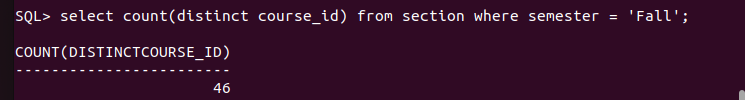 SQL> select count(distinct course_id) from section where semester = 'Fall';
COUNT(DISTINCTCOURSE_ID)
------------------------
46